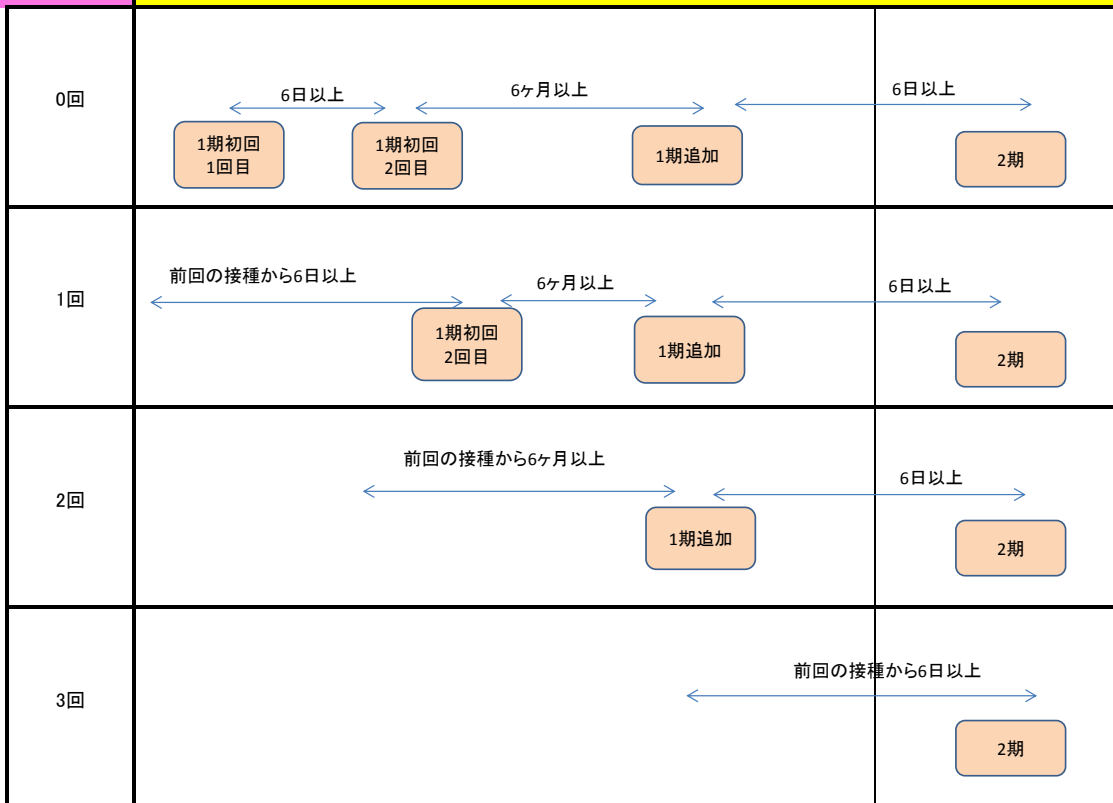 0回
6日以上
6ヶ月以上
6日以上
1期初回
1回目
1期初回
2回目
1期追加
2期
1回
前回の接種から6日以上
6ヶ月以上
6日以上
1期初回
2回目
1期追加
2期
2回
前回の接種から6ヶ月以上
6日以上
1期追加
2期
3回
前回の接種から6日以上
2期